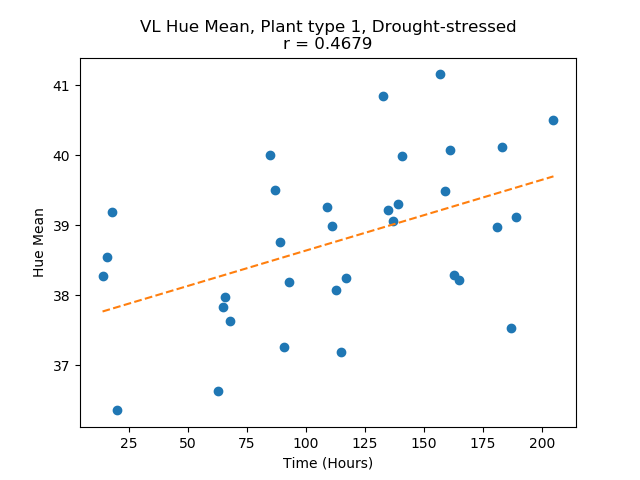 VL Hue Mean, Plant type 1, Drought-stressed
r = 0.4679
41
40
39
38
37
Hue Mean
25 50 75 100 125 150 175 200
Time (Hours)